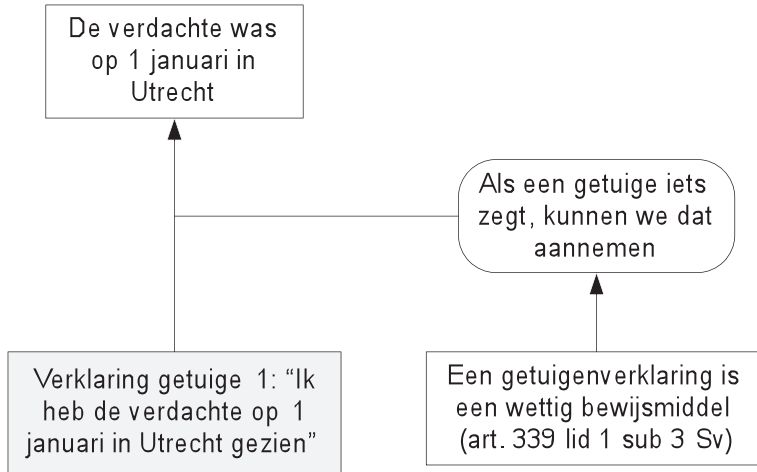 De verdachte was
op 1 januari in
Utrecht
Als een getuige iets
zegt, kunnen we dat
aannemen
Verklaring getuige 1: “Ik
heb de verdachte op 1
januari in Utrecht gezien”
Een getuigenverklaring is
een wettig bewijsmiddel
(art. 339 lid 1 sub 3 Sv)